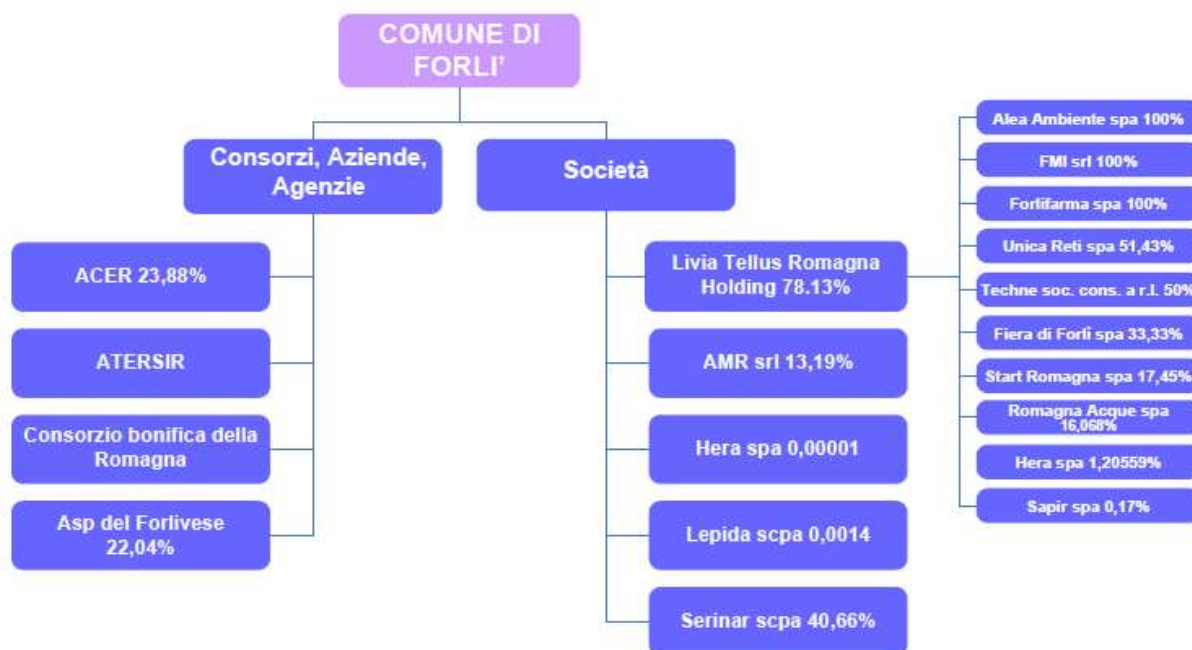 COMUNE DI
FORLI'
Consorzi, Aziende,
Agenzie
Società
ACER 23,88%
ATERSIR
Consorzio bonifica della
Romagna
Asp del Forlivese
22,04%
Livia Tellus Romagna
Holding 78.13%
AMR srl 13,19%
Hera spa 0,00001
Lepida scpa 0,0014
Serinar scpa 40,66%
Alea Ambiente spa 100%
FMI srl 100%
Forlifarma spa 100%
Unica Reti spa 51,43%
Techne soc. cons. a r.l. 50%
Fiera di Forlì spa 33,33%
Start Romagna spa 17,45%
Romagna Acque spa
16,068%
Hera spa 1,20559%
Sapir spa 0,17%